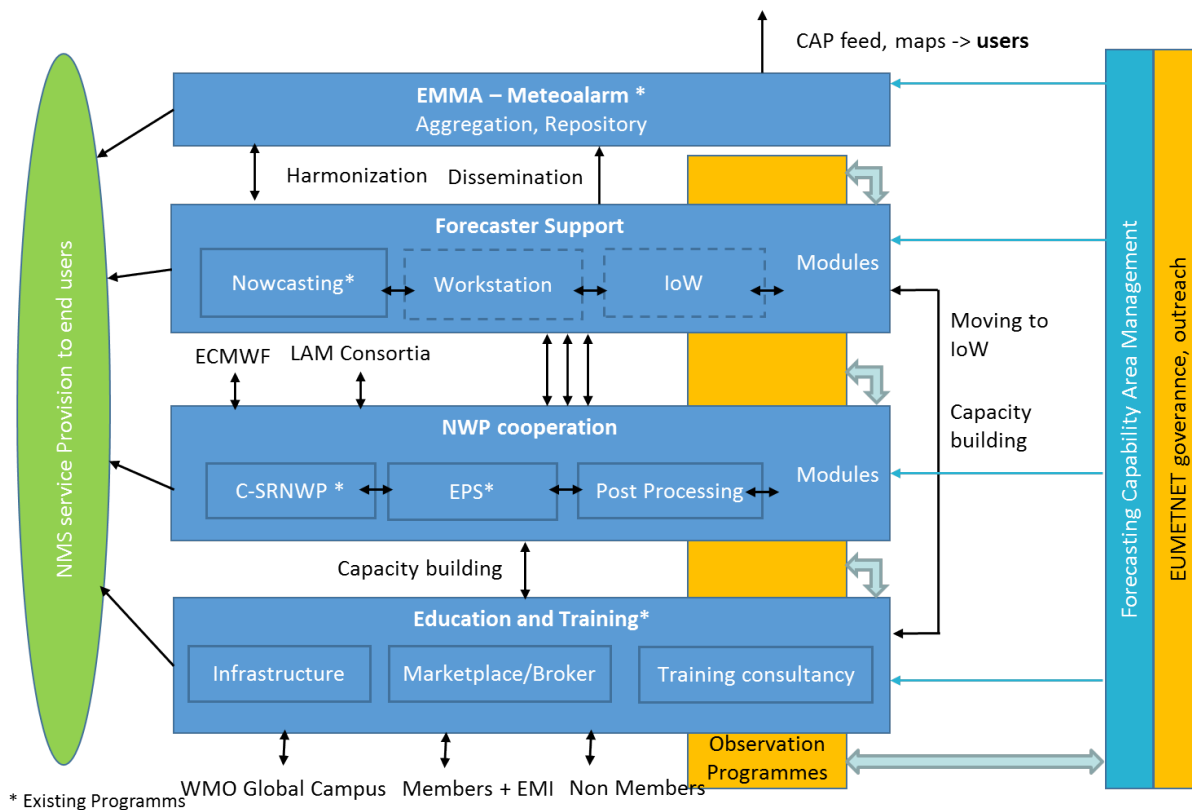 CAP feed, maps -> users
EMMA – Meteoalarm *
Aggregation, Repository
Harmonization
Dissemination
Forecaster Support
Nowcasting*
Workstation
IoW
Modules
ECMWF
LAM Consortia
Moving to
IoW
Capacity
building
NWP cooperation
C-SRNWP *
EPS*
Post Processing
Modules
Capacity building
Education and Training*
Infrastructure
Marketplace/Broker
Training consultancy
Observation
Programmes
WMO Global Campus
Members + EMI
Non Members
* Existing Programms
NMS service Provision to end users
Forecasting Capability Area Management
EUMETNET goverannce, outreach